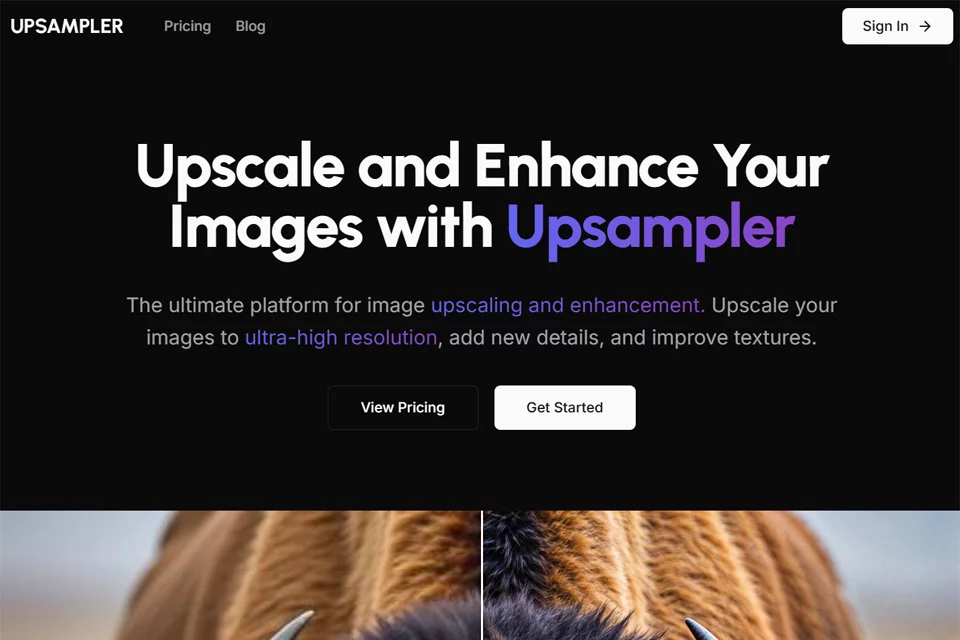 UPSAMPLER
Pricing
Blog
Sign In
Upscale and Enhance Your
Images with Upsampler
The ultimate platform for image upscaling and enhancement. Upscale your
images to ultra-high resolution, add new details, and improve textures.
View Pricing
Get Started